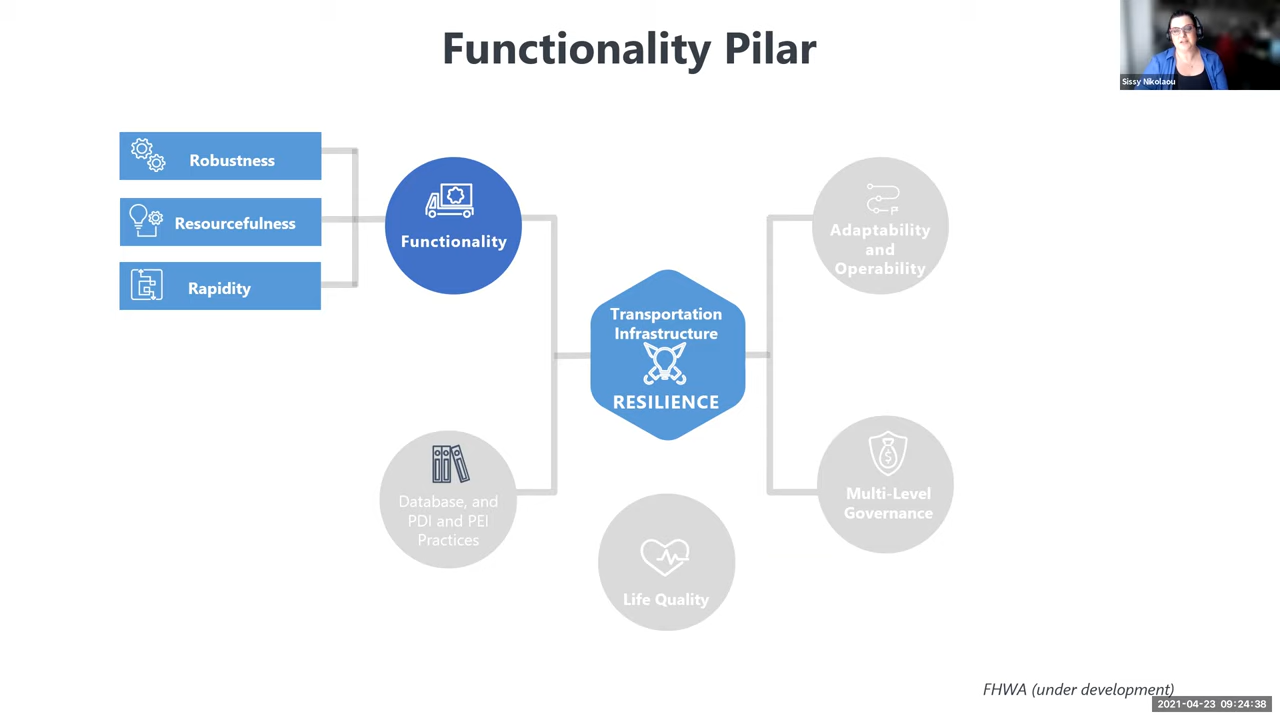 Functionality Pilar
Sissy Nikolaou
Robustness
Resourcefulness
Rapidity
Functionality
Adaptability
and
Operability
Transportation
Infrastructure
RESILIENCE
Database, and
PDI and PEI
Practices
Multi-Level
Governance
$
Life Quality
FHWA (under development)
2021-04-23 09:24:38